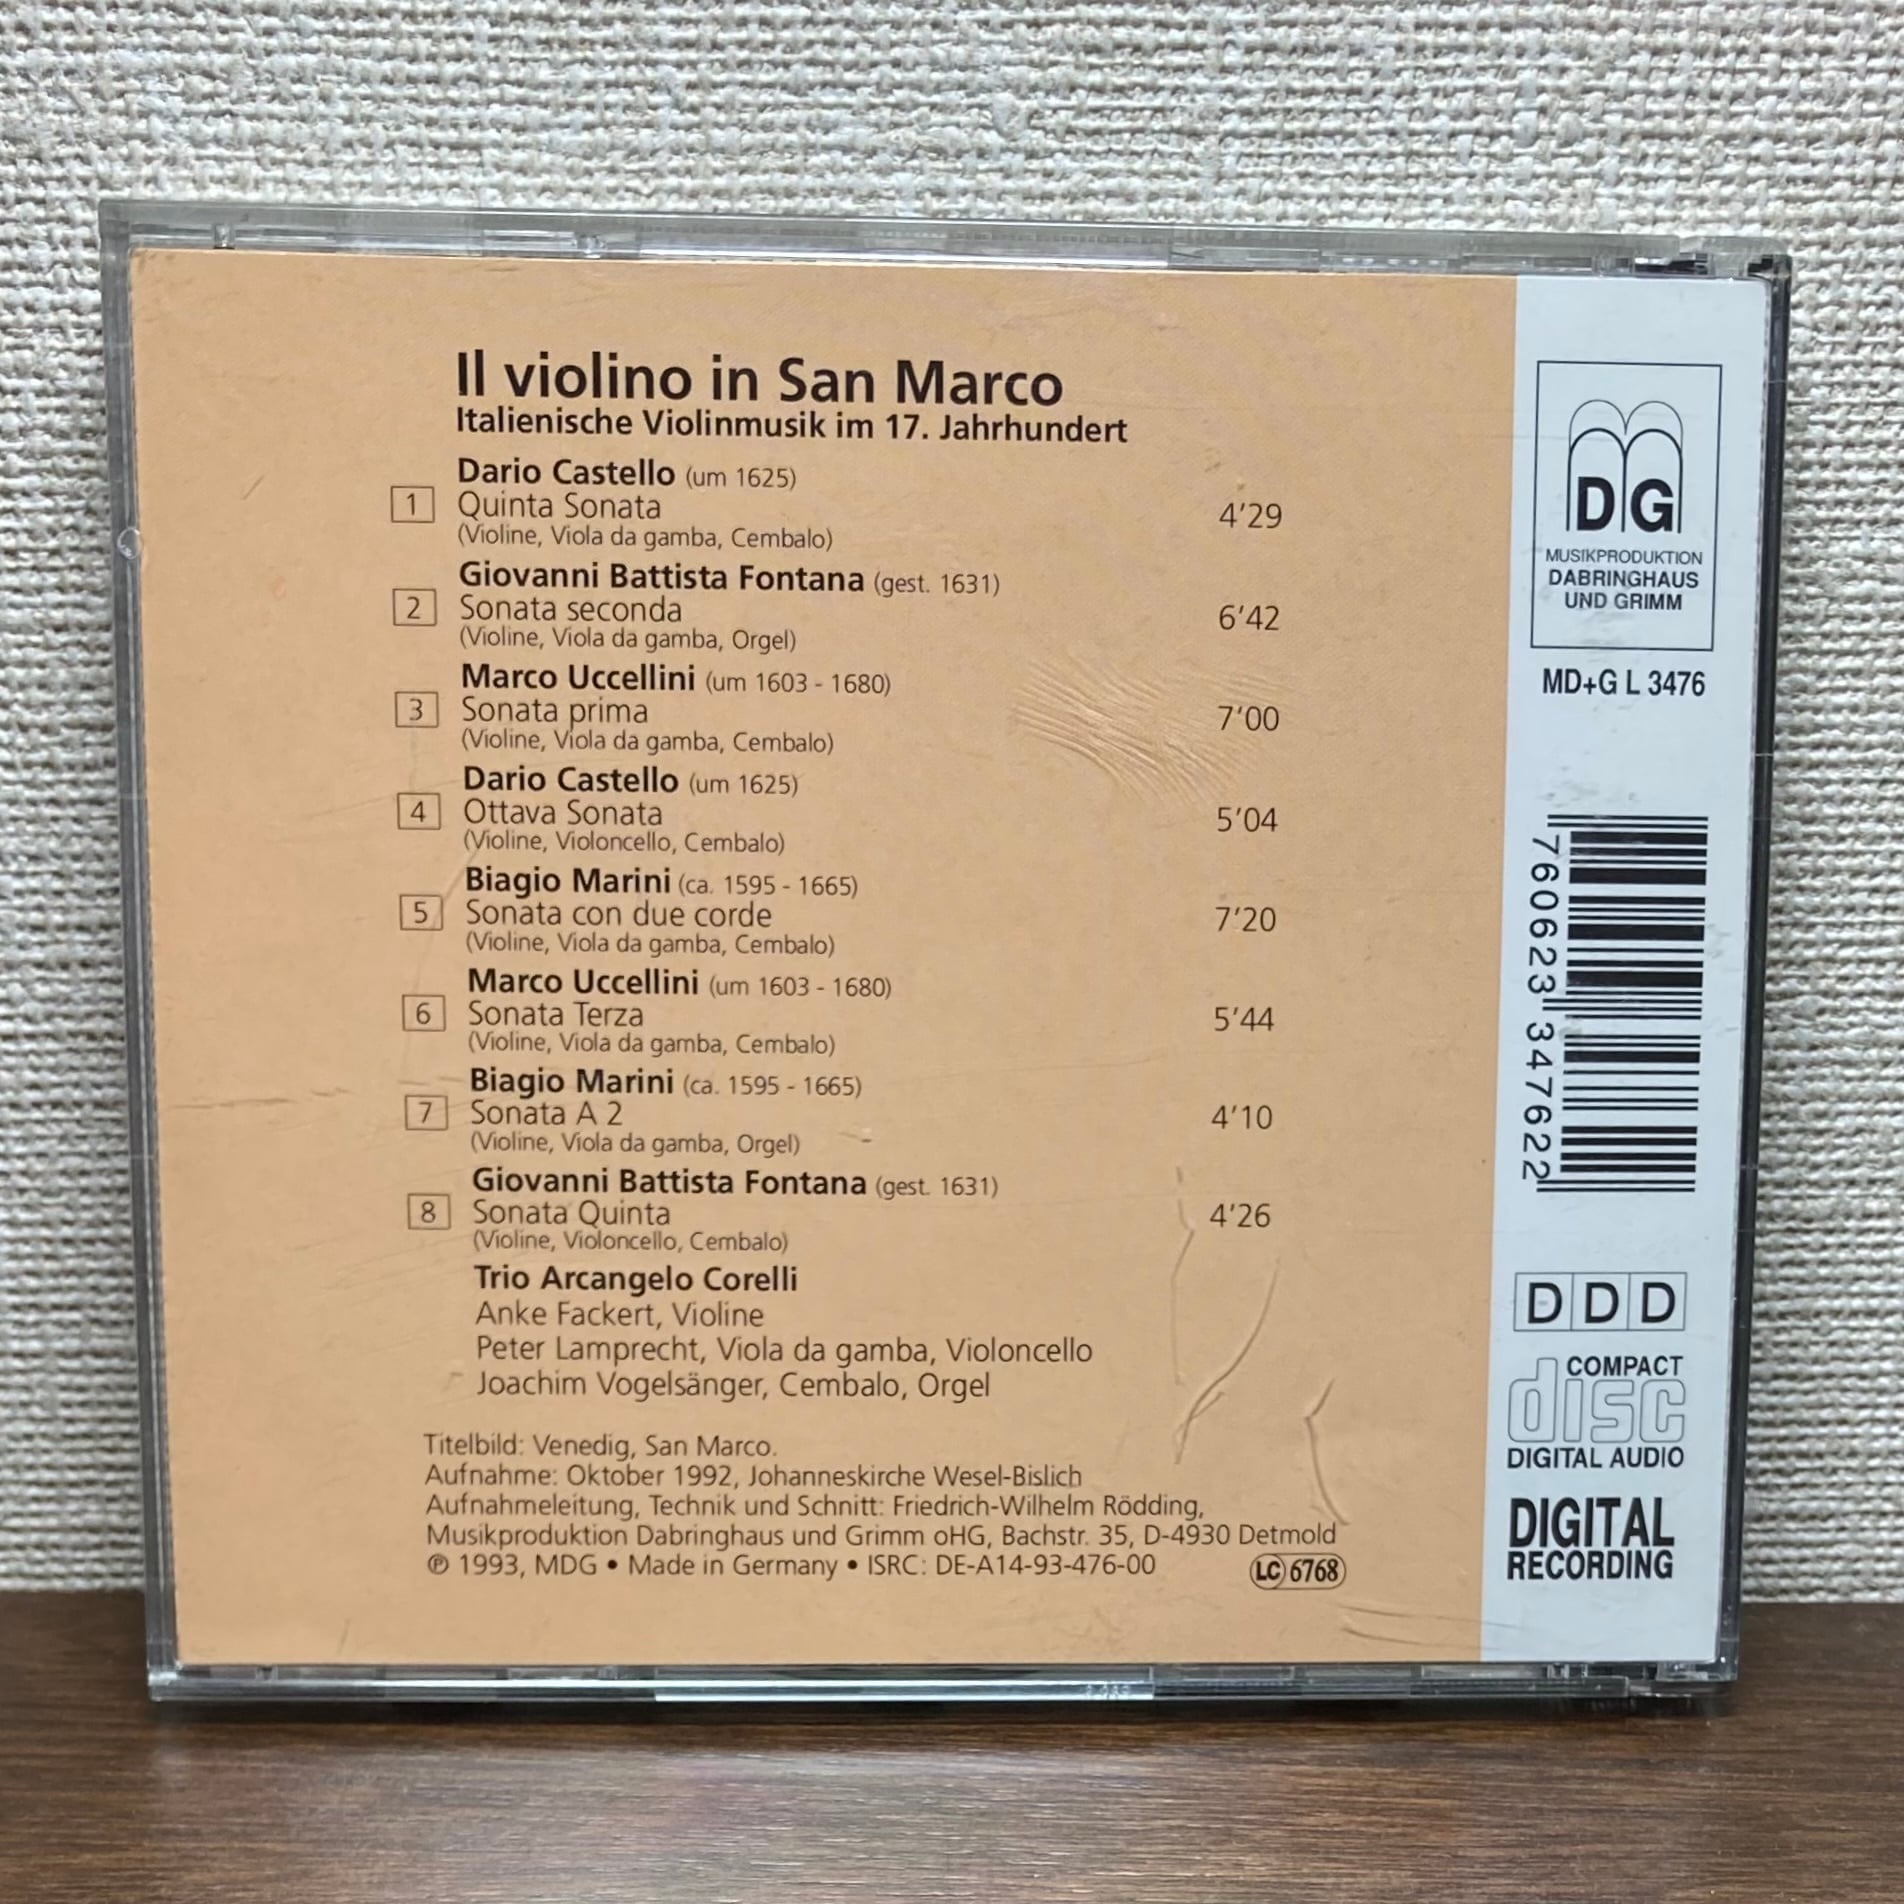 Il violino in San Marco
Italienische Violinmusik im 17. Jahrhundert
Dario Castello (um 1625)
1 Quinta Sonata 4'29
(Violine, Viola da gamba, Cembalo)
Giovanni Battista Fontana (gest. 1631)
2 Sonata seconda 6'42
(Violine, Viola da gamba, Orgel)
Marco Uccellini (um 1603 - 1680)
3 Sonata prima 7'00
(Violine, Viola da gamba, Cembalo)
Dario Castello (um 1625)
4 Ottava Sonata 5'04
(Violine, Violoncello, Cembalo)
Biagio Marini (ca. 1595 - 1665)
5 Sonata con due corde 7'20
(Violine, Viola da gamba, Cembalo)
Marco Uccellini (um 1603 - 1680)
6 Sonata Terza 5'44
(Violine, Viola da gamba, Cembalo)
Biagio Marini (ca. 1595 - 1665)
7 Sonata A 2 4'10
(Violine, Viola da gamba, Orgel)
Giovanni Battista Fontana (gest. 1631)
8 Sonata Quinta 4'26
(Violine, Violoncello, Cembalo)
Trio Arcangelo Corelli
Anke Fackert, Violine
Peter Lamprecht, Viola da gamba, Violoncello
Joachim Vogelsänger, Cembalo, Orgel
Titelbild: Venedig, San Marco.
Aufnahme: Oktober 1992, Johanneskirche Wesel-Bislich
Aufnahmeleitung, Technik und Schnitt: Friedrich-Wilhelm Rödding,
Musikproduktion Dabringhaus und Grimm oHG, Bachstr. 35, D-4930 Detmold
℗ 1993, MDG • Made in Germany • ISRC: DE-A14-93-476-00 LC 6768
DG
MUSIKPRODUKTION
DABRINGHAUS
UND GRIMM
MD+G L 3476
760623 347622
DDD
COMPACT
disc
DIGITAL AUDIO
DIGITAL
RECORDING